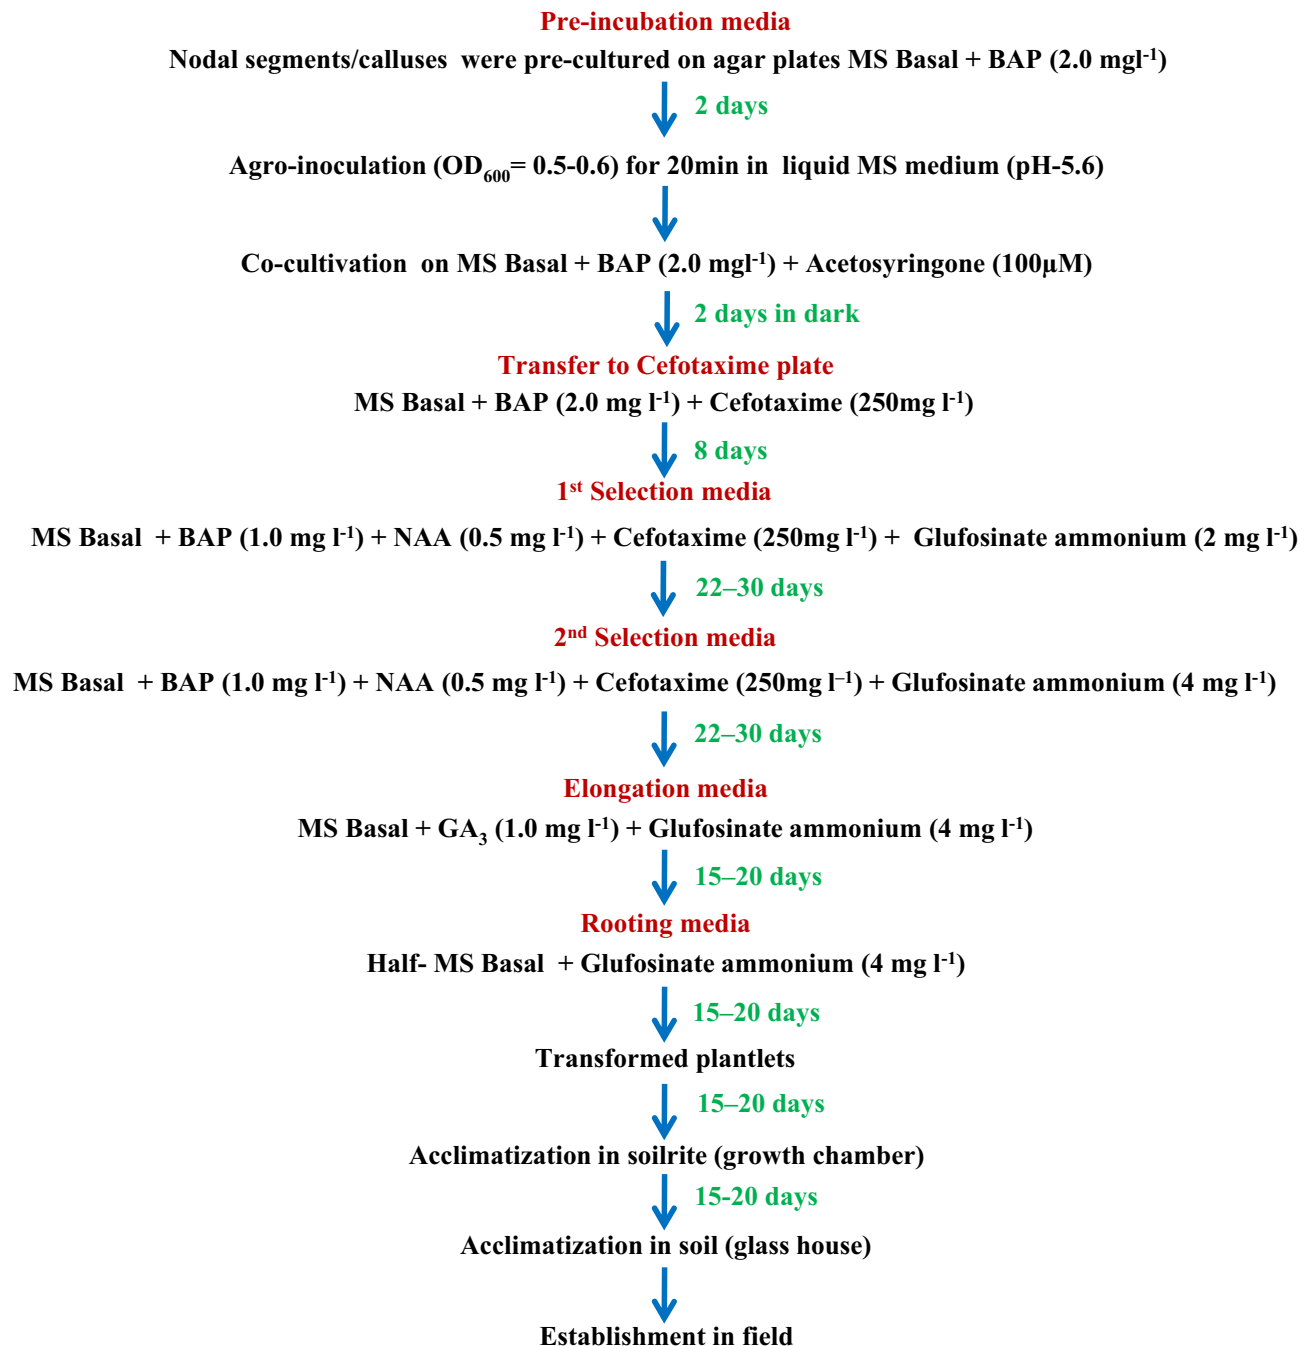 Pre-incubation media
Nodal segments/calluses were pre-cultured on agar plates MS Basal + BAP (2.0 mgl⁻¹)
2 days
Agro-inoculation (OD₆₀₀= 0.5-0.6) for 20min in liquid MS medium (pH-5.6)
Co-cultivation on MS Basal + BAP (2.0 mgl⁻¹) + Acetosyringone (100μM)
2 days in dark
Transfer to Cefotaxime plate
MS Basal + BAP (2.0 mg l⁻¹) + Cefotaxime (250mg l⁻¹)
8 days
1ˢᵗ Selection media
MS Basal + BAP (1.0 mg l⁻¹) + NAA (0.5 mg l⁻¹) + Cefotaxime (250mg l⁻¹) + Glufosinate ammonium (2 mg l⁻¹)
22–30 days
2ⁿᵈ Selection media
MS Basal + BAP (1.0 mg l⁻¹) + NAA (0.5 mg l⁻¹) + Cefotaxime (250mg l⁻¹) + Glufosinate ammonium (4 mg l⁻¹)
22–30 days
Elongation media
MS Basal + GA₃ (1.0 mg l⁻¹) + Glufosinate ammonium (4 mg l⁻¹)
15–20 days
Rooting media
Half- MS Basal + Glufosinate ammonium (4 mg l⁻¹)
15–20 days
Transformed plantlets
15–20 days
Acclimatization in soilrite (growth chamber)
15-20 days
Acclimatization in soil (glass house)
Establishment in field